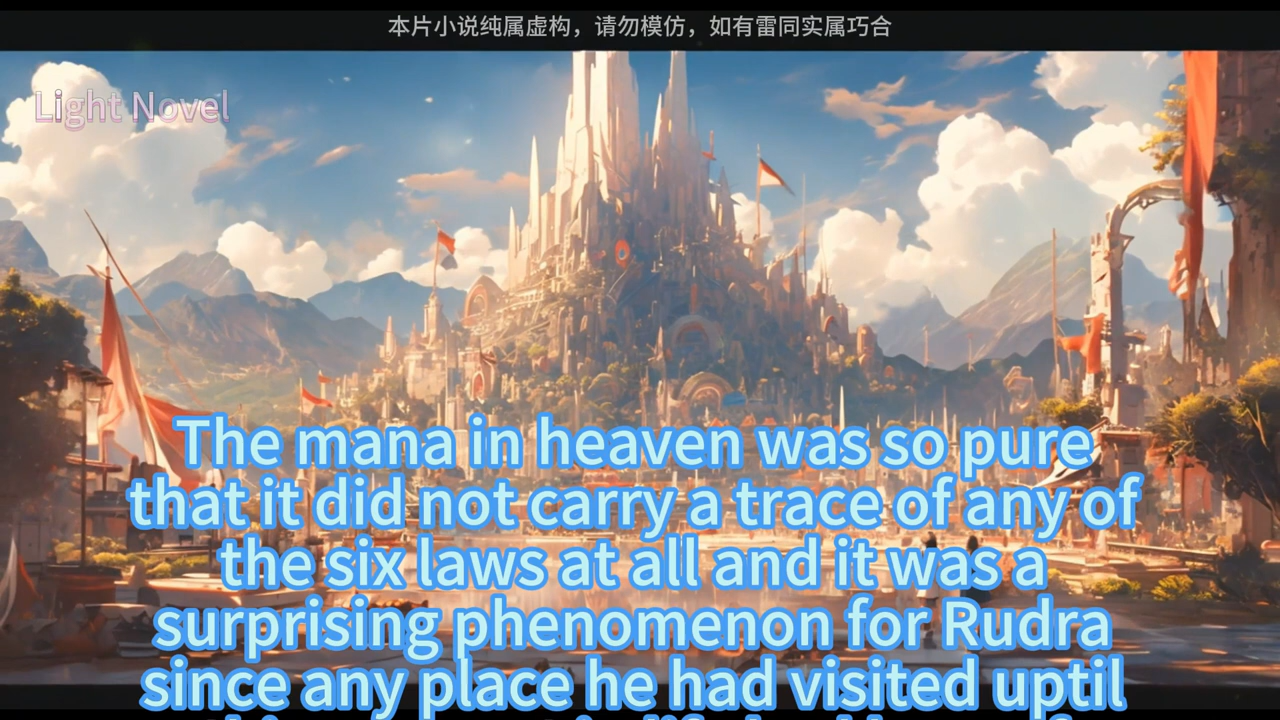 本片小说纯属虚构，请勿模仿，如有雷同实属巧合
Light Novel
The mana in heaven was so pure
that it did not carry a trace of any of
the six laws at all and it was a
surprising phenomenon for Rudra
since any place he had visited uptil